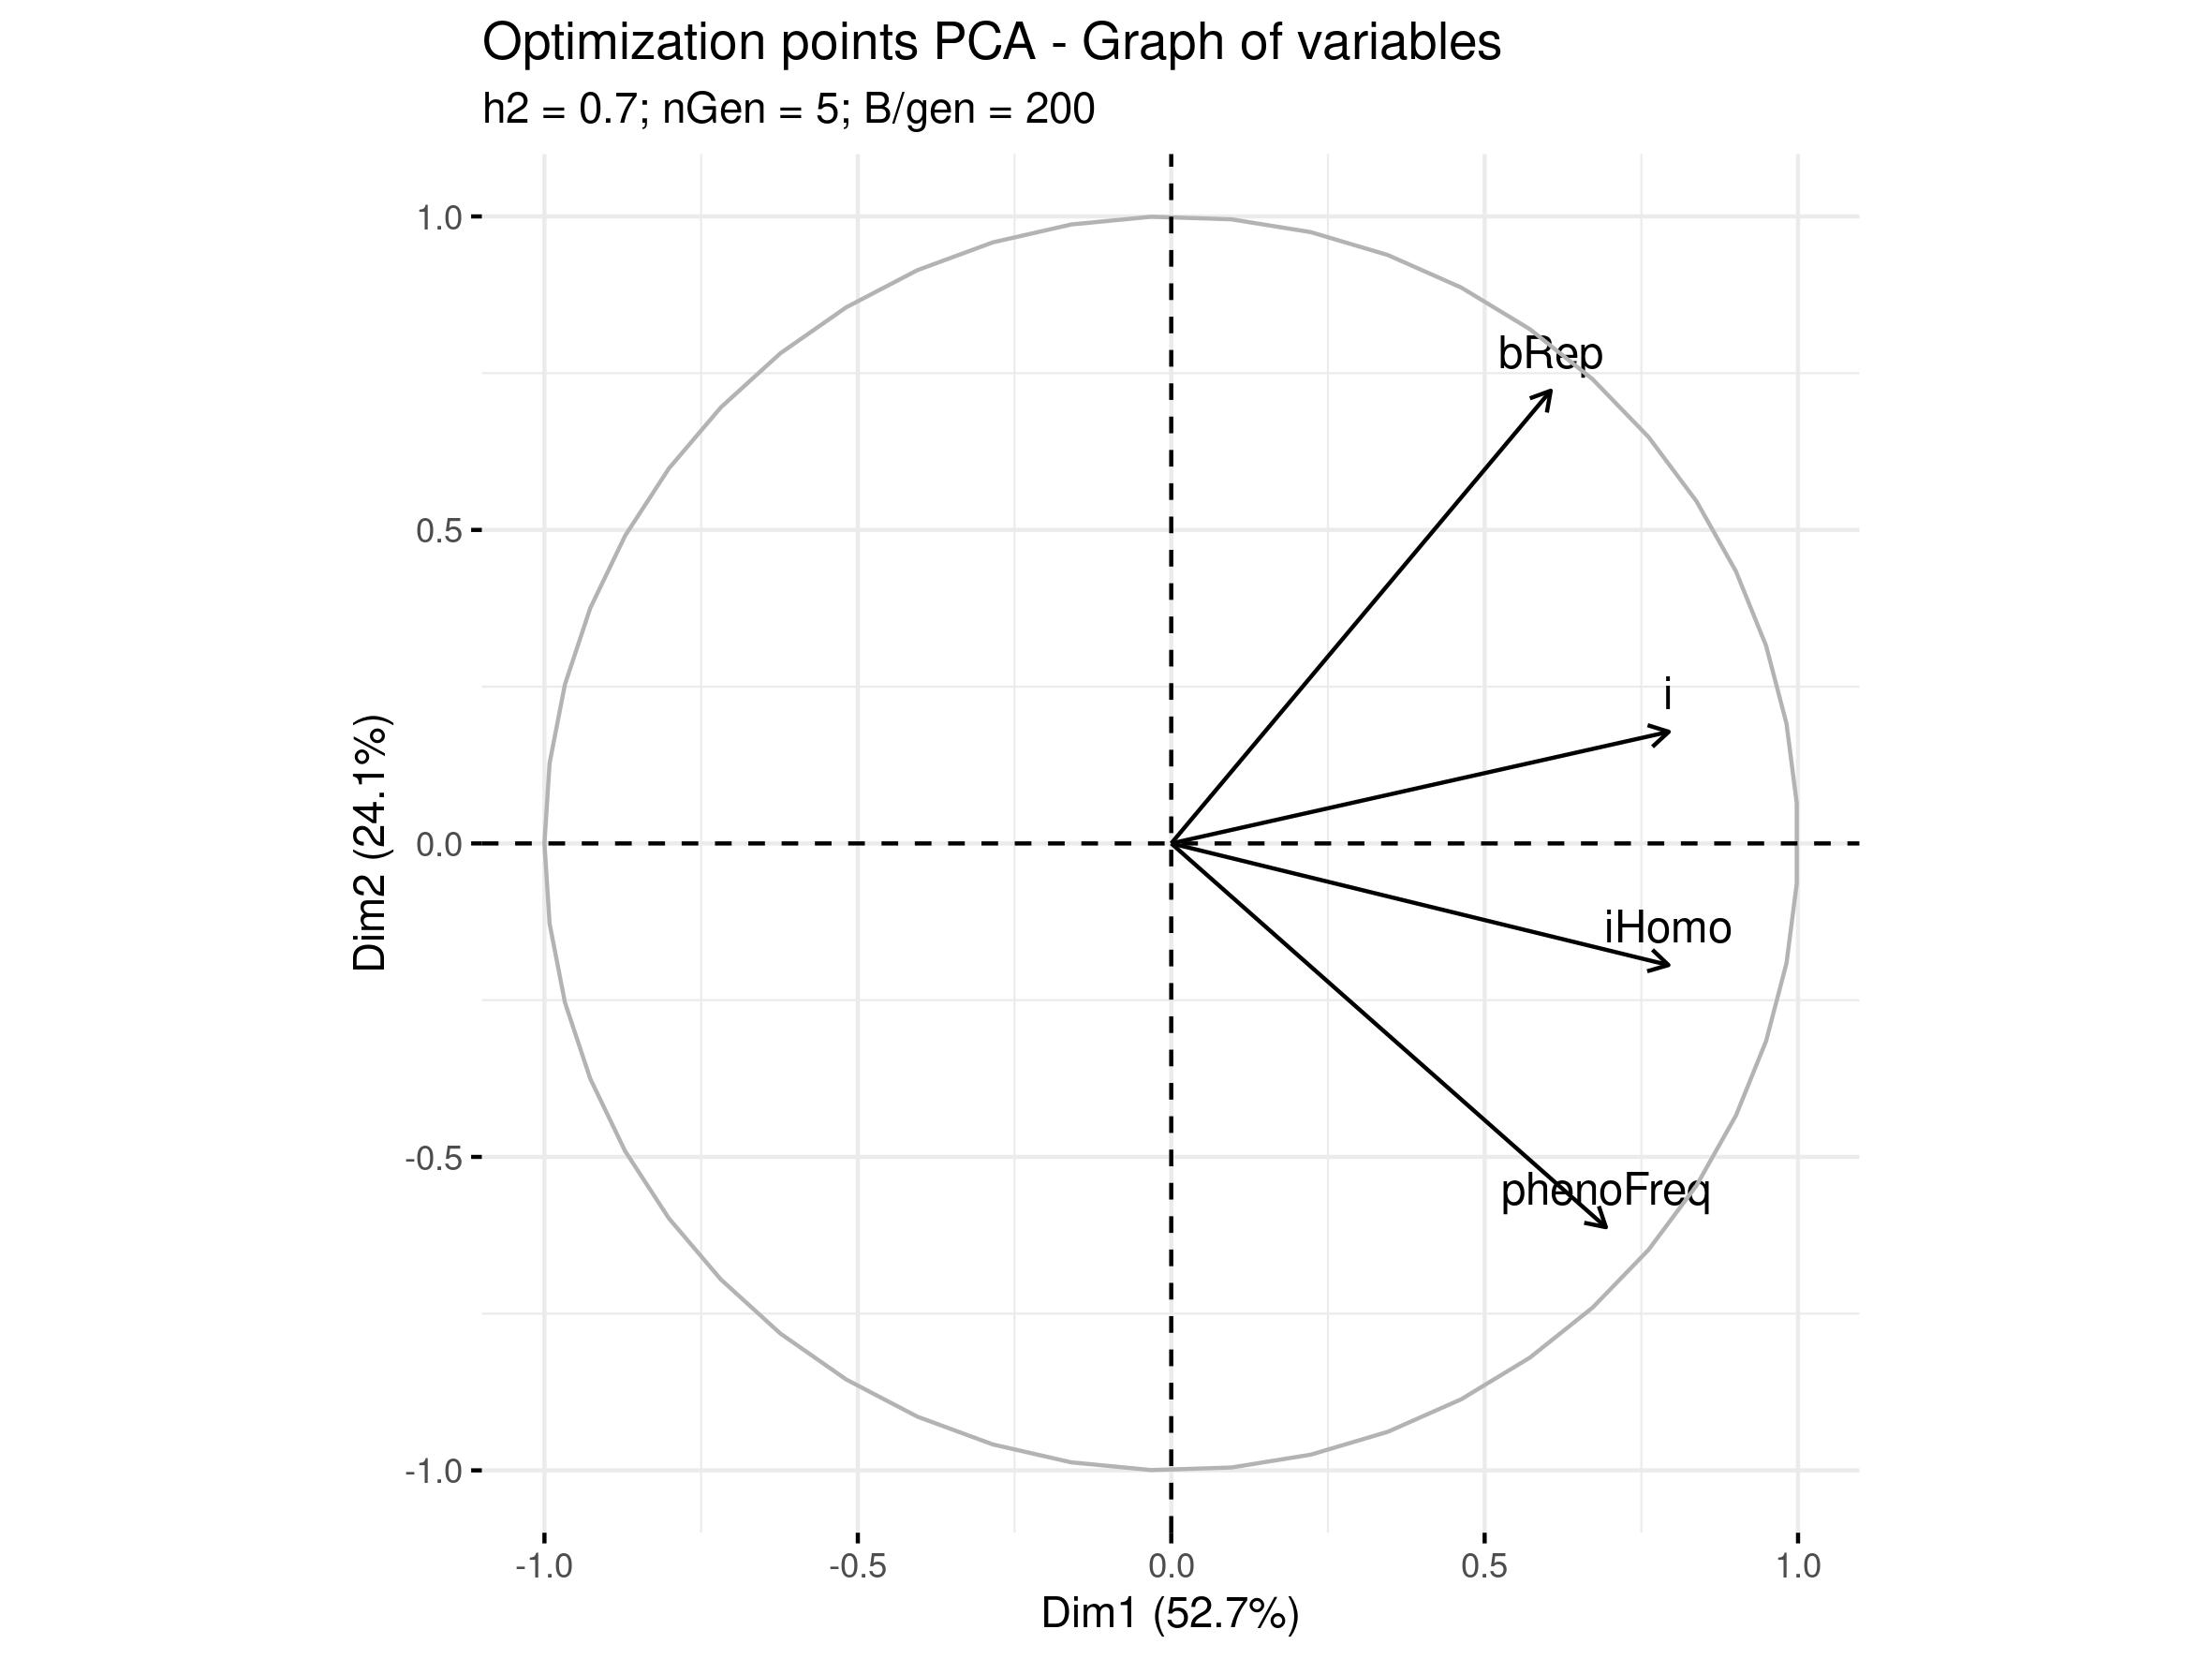 Optimization points PCA - Graph of variables
h2 = 0.7; nGen = 5; B/gen = 200
Dim2 (24.1%)
1.0
0.5
0.0
-0.5
-1.0
bRep
i
iHomo
phenoFreq
-1.0 -0.5 0.0 0.5 1.0
Dim1 (52.7%)